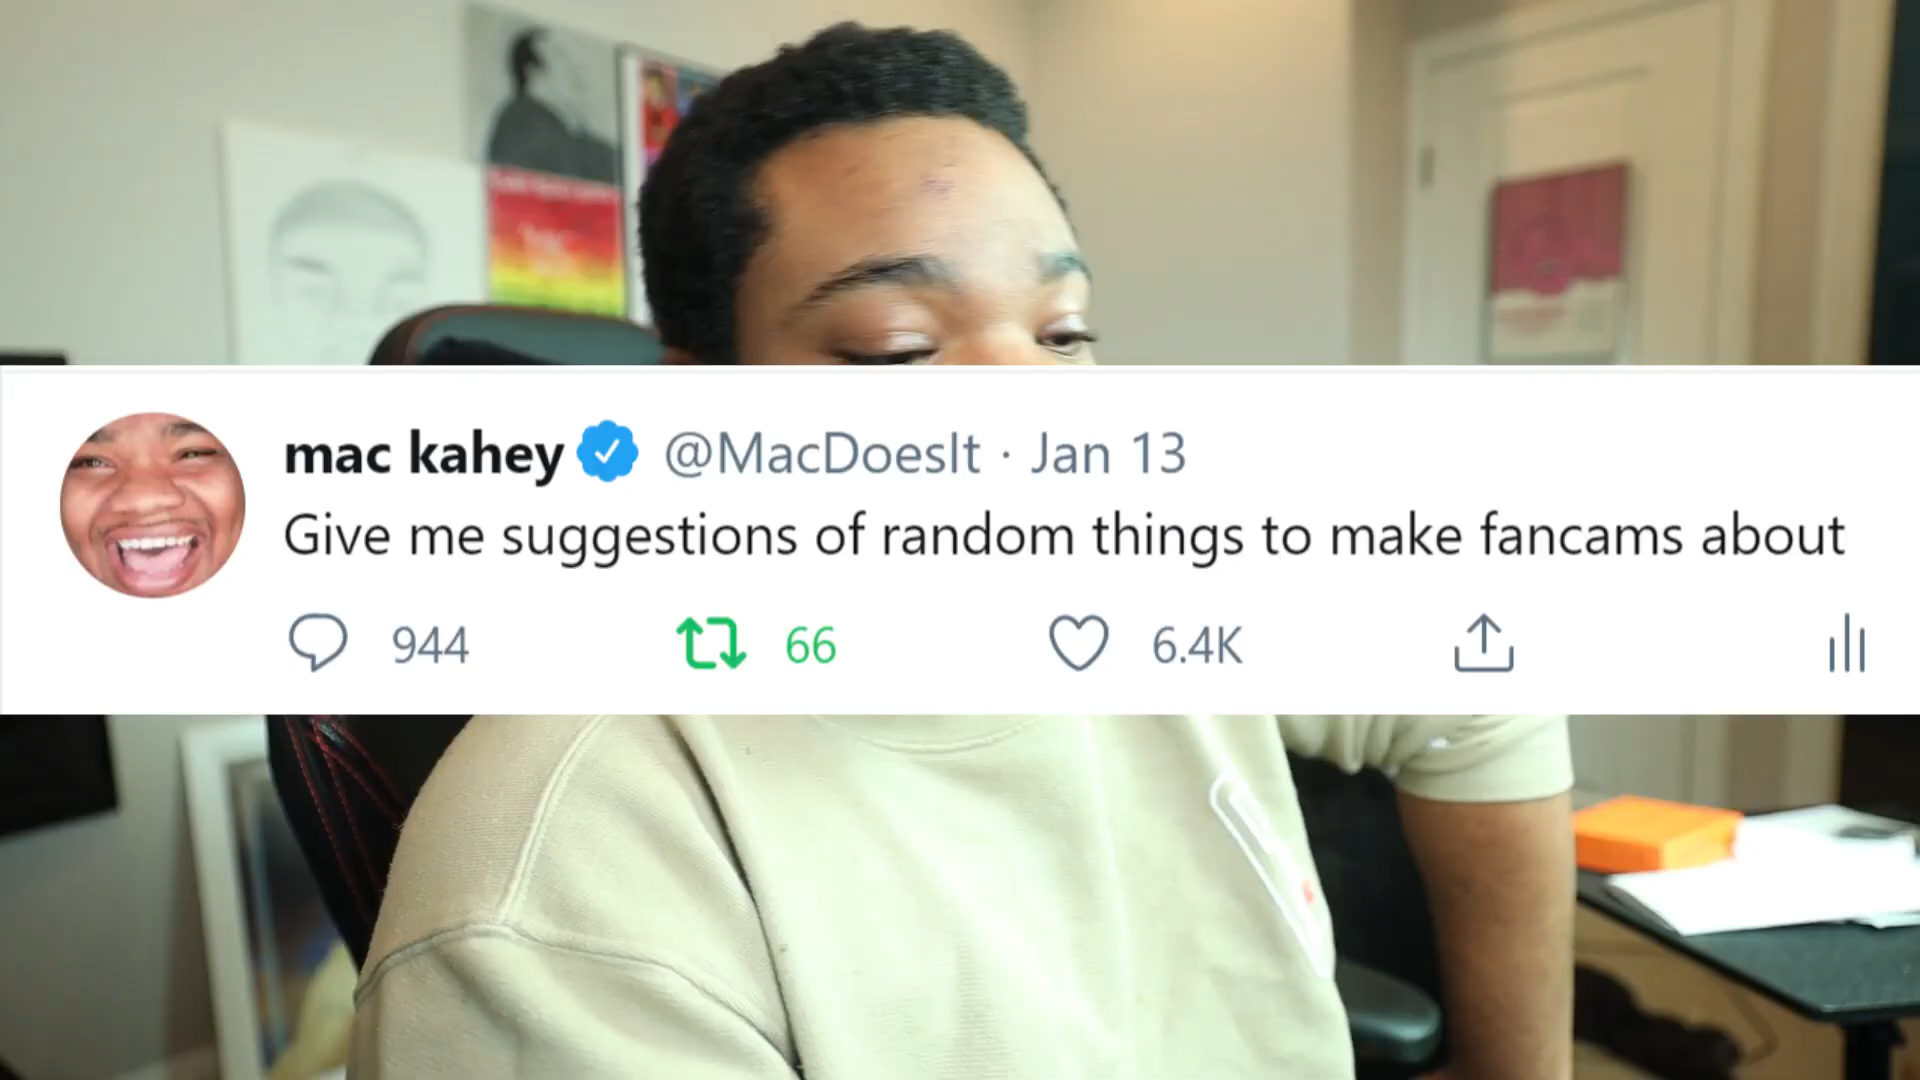 mac kahey @MacDoesIt · Jan 13
Give me suggestions of random things to make fancams about
944 66 6.4K